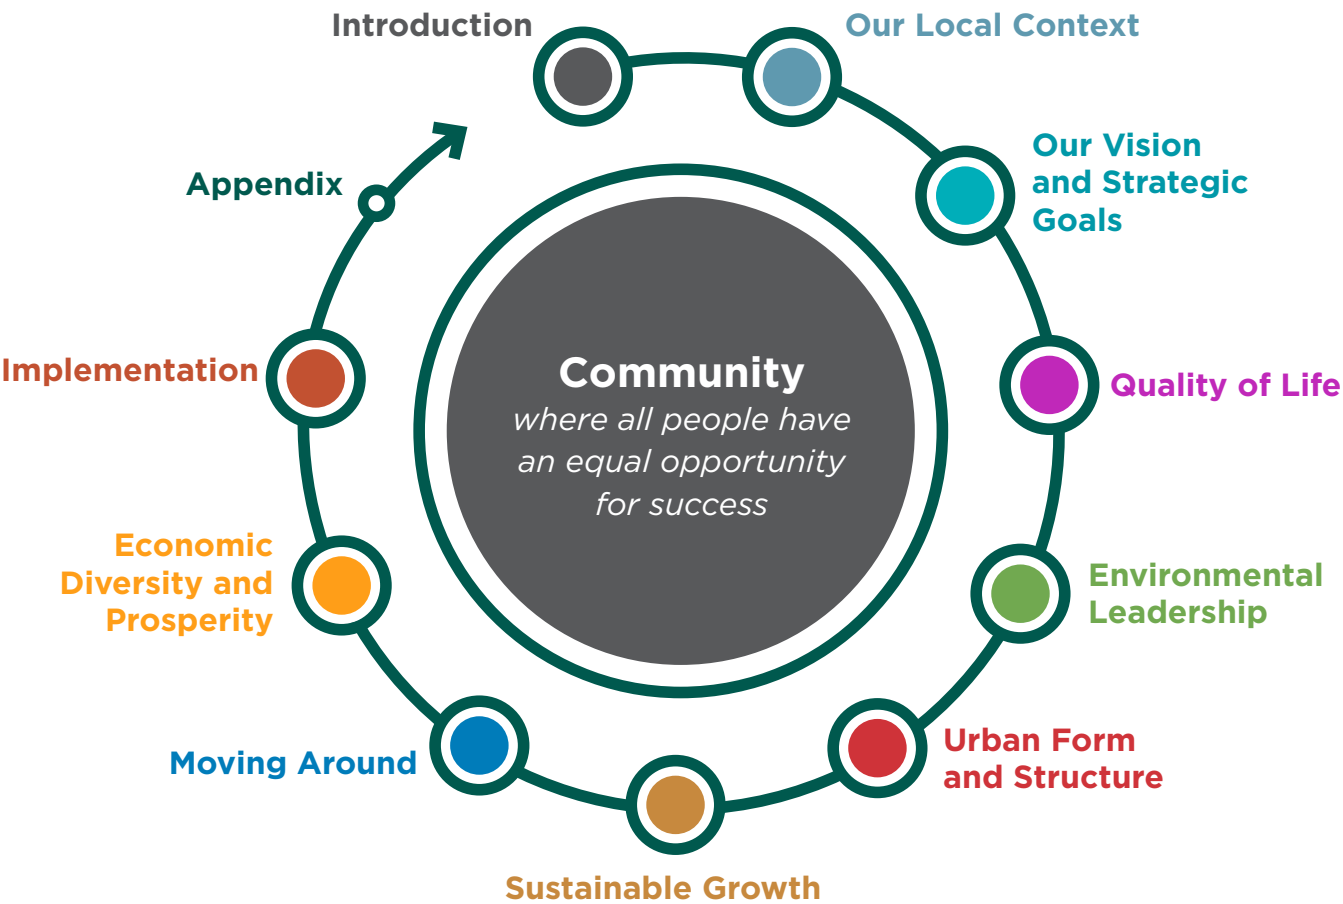 Introduction
Our Local Context
Our Vision
and Strategic
Goals
Quality of Life
Environmental
Leadership
Urban Form
and Structure
Sustainable Growth
Moving Around
Economic
Diversity and
Prosperity
Implementation
Appendix
Community
where all people have
an equal opportunity
for success